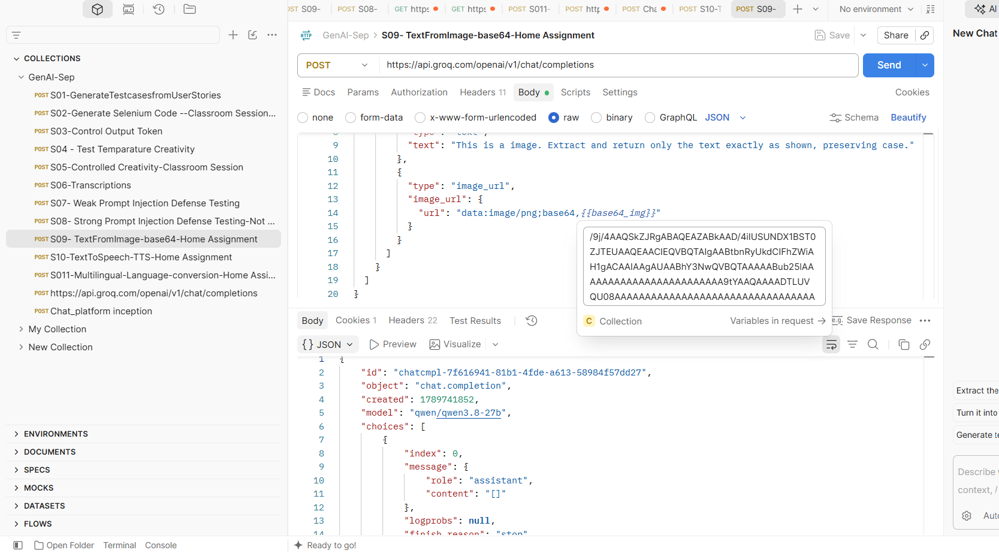 OST S09-
POST S08-
GET https
GET https
POST S011-
POST http
POST Cha
POST S10-T
POST S09-
No environment
AI
COLLECTIONS
GenAI-Sep
POST S01-GenerateTestcasesfromUserStories
POST S02-Generate Selenium Code --Classroom Session...
POST S03-Control Output Token
POST S04 - Test Temparature Creativity
POST S05-Controlled Creativity-Classroom Session
POST S06-Transcriptions
POST S07- Weak Prompt Injection Defense Testing
POST S08- Strong Prompt Injection Defense Testing-Not ...
POST S09- TextFromImage-base64-Home Assignment
POST S10-TextToSpeech-TTS-Home Assignment
POST S011-Multilingual-Language-conversion-Home Assi...
POST https://api.groq.com/openai/v1/chat/completions
POST Chat_platform inception
My Collection
New Collection
ENVIRONMENTS
DOCUMENTS
SPECS
MOCKS
DATASETS
FLOWS
Open Folder Terminal Console
HTTP GenAI-Sep > S09- TextFromImage-base64-Home Assignment
Save
Share
POST https://api.groq.com/openai/v1/chat/completions
Send
Docs Params Authorization Headers 11 Body Scripts Settings
Cookies
none form-data x-www-form-urlencoded raw binary GraphQL JSON
Schema Beautify
8 "type": "text",
9 "text": "This is a image. Extract and return only the text exactly as shown, preserving case."
10 },
11 {
12 "type": "image_url",
13 "image_url": {
14 "url": "data:image/png;base64,{{base64_img}}"
15 }
16 }
17 ]
18 }
19 ]
20 }
/9j/4AAQSkZJRgABAQEAZABkAAD/4iIUSUNDX1BST0
ZJTEUAAQEAACIEQVBQTAIgAABtbnRyUkdCIFhZWiA
H1gACAAIAAgAUAABhY3NwQVBQTAAAAABub25lAA
AAAAAAAAAAAAAAAAAAAAAA9tYAAQAAAADTLUV
QU08AAAAAAAAAAAAAAAAAAAAAAAAAAAAAAAAA
C Collection
Variables in request →
Body Cookies 1 Headers 22 Test Results
e.g. Save Response
{} JSON Preview Visualize
1 {
2 "id": "chatcmpl-7f616941-81b1-4fde-a613-58984f57dd27",
3 "object": "chat.completion",
4 "created": 1789741852,
5 "model": "qwen/qwen3.8-27b",
6 "choices": [
7 {
8 "index": 0,
9 "message": {
10 "role": "assistant",
11 "content": "[]"
12 },
13 "logprobs": null,
14 "finish_reason": "stop"
Ready to go!
New Chat
Extract the
Turn it into
Generate te
Describe w
context, /
Auto